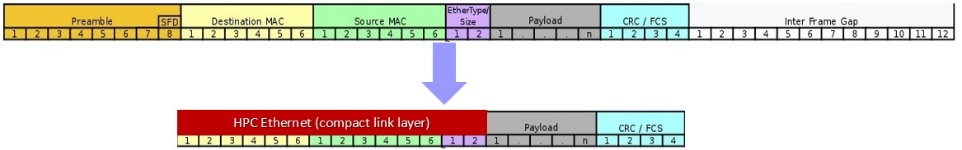 Preamble SFD Destination MAC Source MAC EtherType/ Size Payload CRC / FCS Inter Frame Gap
1 2 3 4 5 6 7 8 1 2 3 4 5 6 1 2 3 4 5 6 1 2 1 . . . n 1 2 3 4 1 2 3 4 5 6 7 8 9 10 11 12
HPC Ethernet (compact link layer) Payload CRC / FCS
1 2 3 4 5 6 1 2 3 4 5 6 1 2 1 . . . n 1 2 3 4